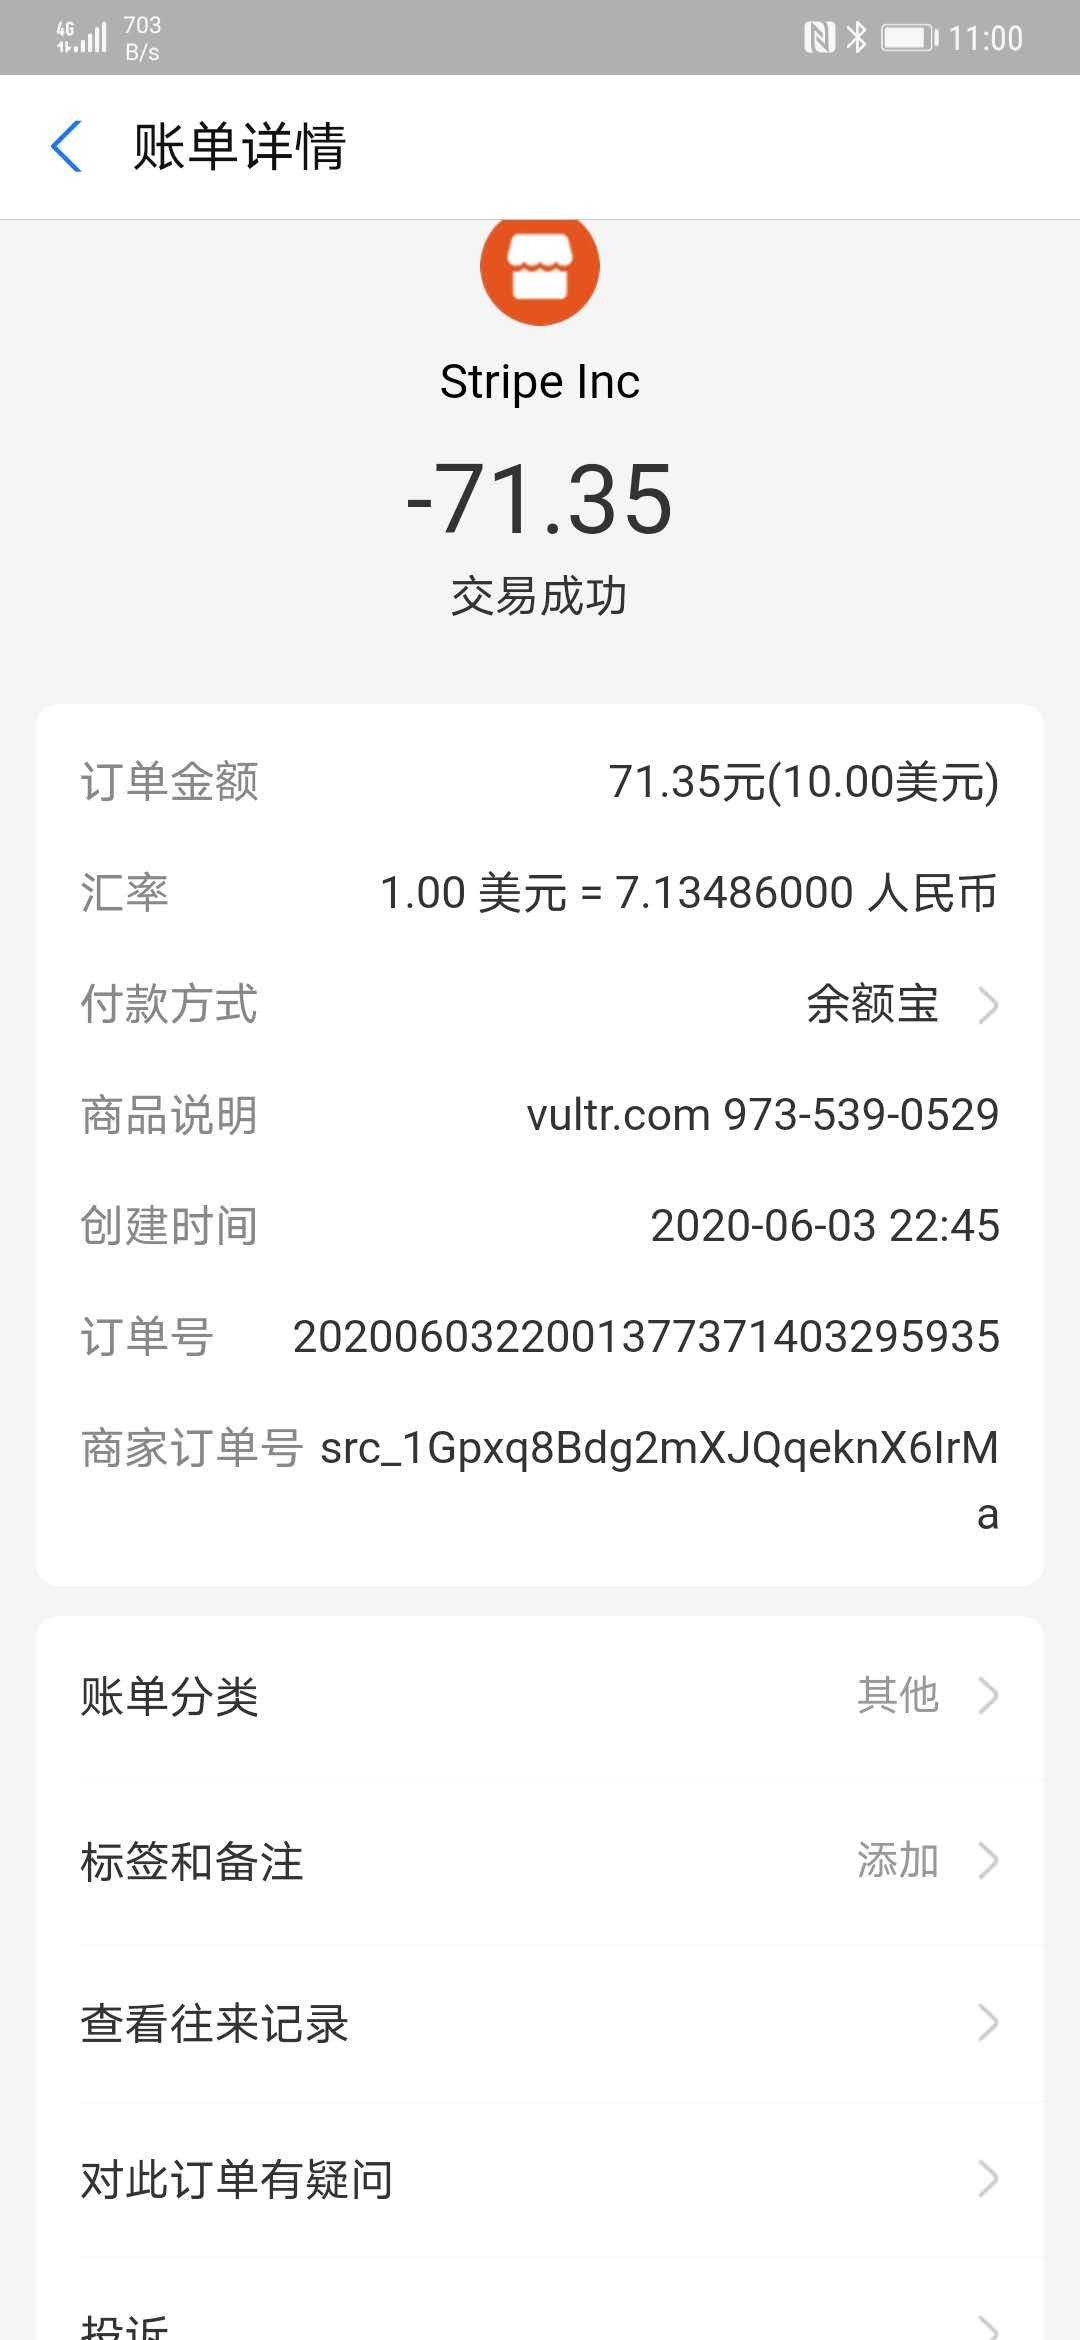 4G 703 B/s 11:00
账单详情
Stripe Inc
-71.35
交易成功
订单金额 71.35元(10.00美元)
汇率 1.00 美元 = 7.13486000 人民币
付款方式 余额宝
商品说明 vultr.com 973-539-0529
创建时间 2020-06-03 22:45
订单号 2020060322001377371403295935
商家订单号 src_1Gpxq8Bdg2mXJQqeknX6IrM
a
账单分类 其他
标签和备注 添加
查看往来记录
对此订单有疑问
投诉